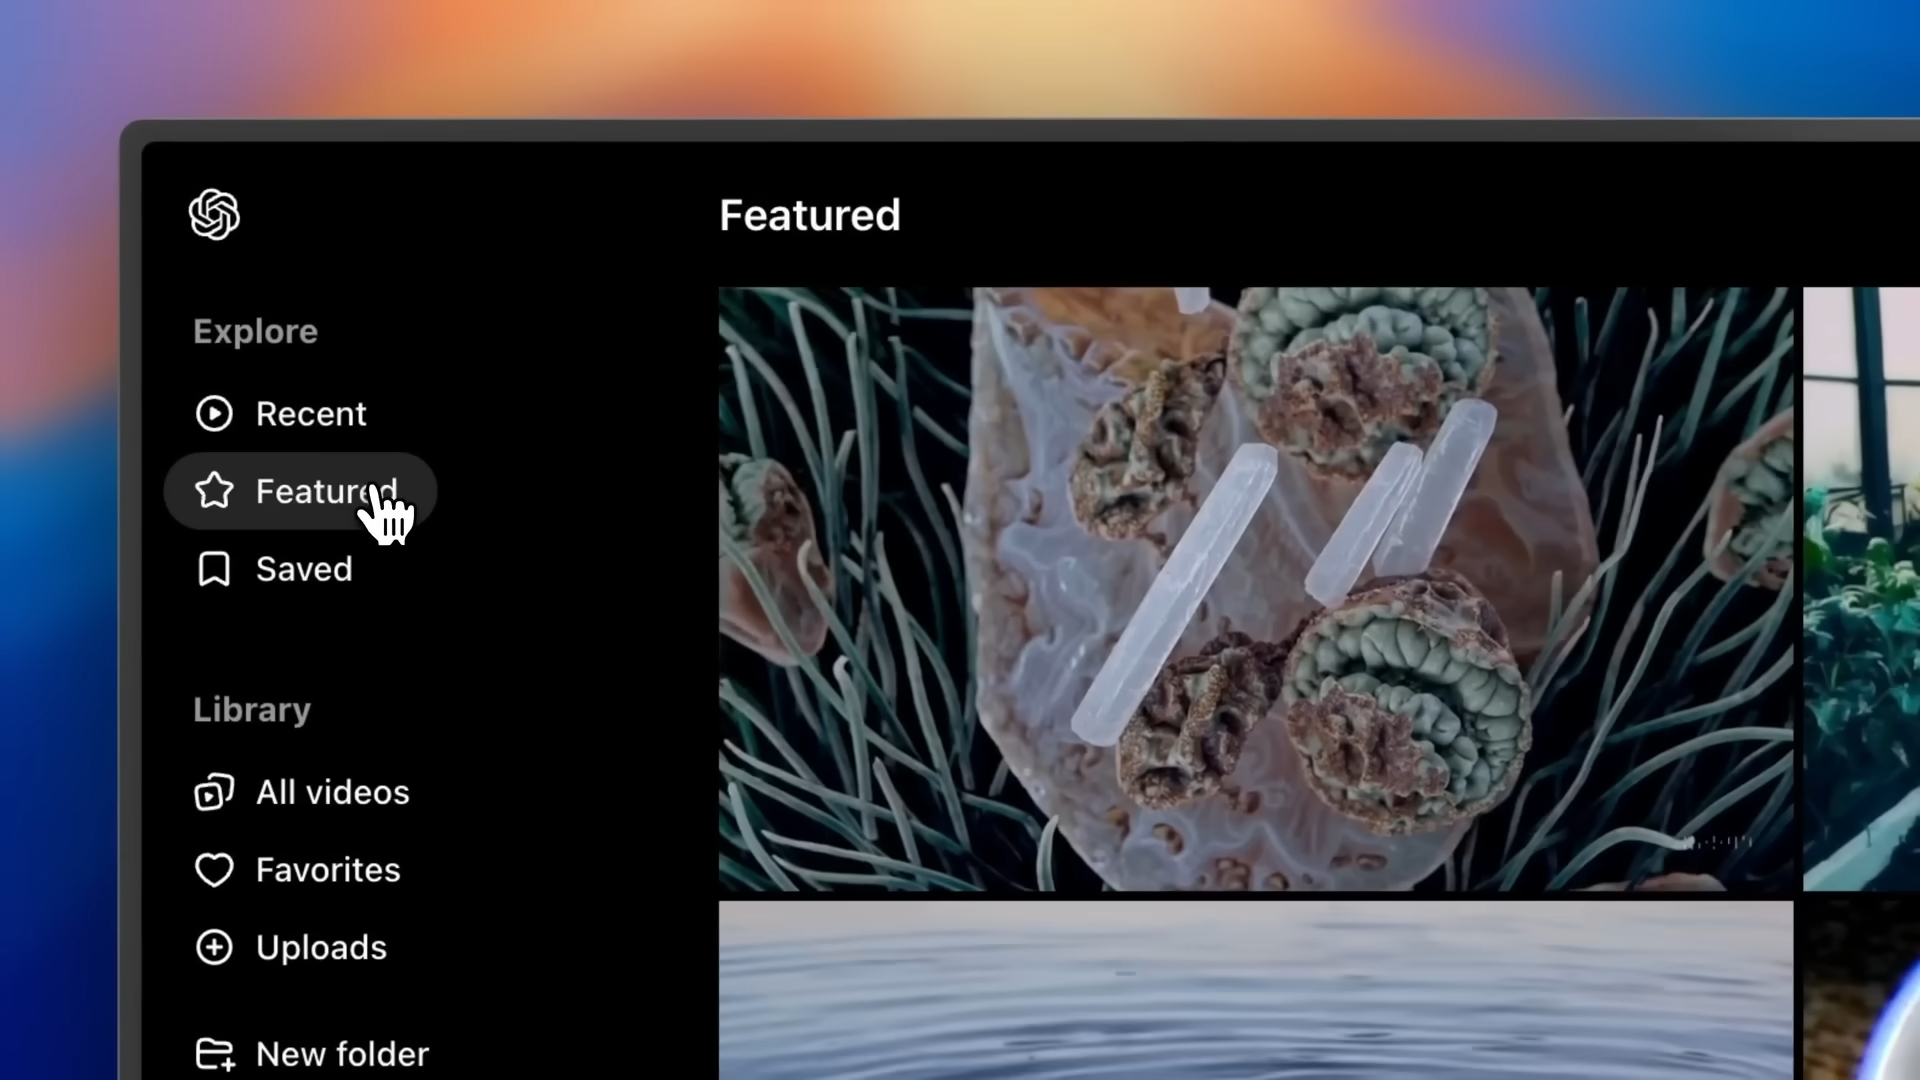 Featured
Explore
Recent
Featured
Saved
Library
All videos
Favorites
Uploads
New folder